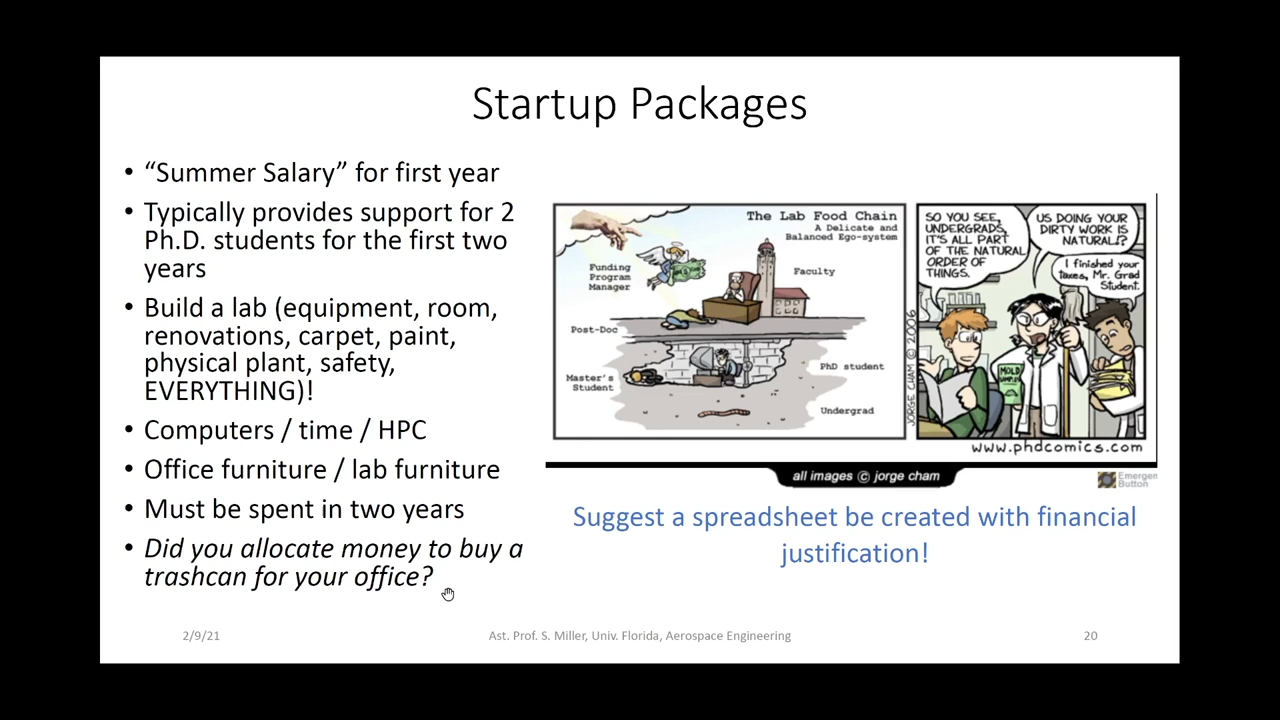 Startup Packages
• “Summer Salary” for first year
• Typically provides support for 2
Ph.D. students for the first two
years
• Build a lab (equipment, room,
renovations, carpet, paint,
physical plant, safety,
EVERYTHING)!
• Computers / time / HPC
• Office furniture / lab furniture
• Must be spent in two years
• Did you allocate money to buy a
trashcan for your office?
The Lab Food Chain
A Delicate and
Balanced Ego-system
Funding
Program
Manager
Faculty
Post-Doc
PhD student
Master's
Student
Undergrad
JORGE CHAM © 2006
SO YOU SEE,
UNDERGRADS,
IT'S ALL PART
OF THE NATURAL
ORDER OF
THINGS.
US DOING YOUR
DIRTY WORK IS
NATURAL?
I finished your
taxes, Mr. Grad
Student.
MOLD
SAMPLES
www.phdcomics.com
all images © jorge cham
Emergen
Button
Suggest a spreadsheet be created with financial
justification!
2/9/21
Ast. Prof. S. Miller, Univ. Florida, Aerospace Engineering
20